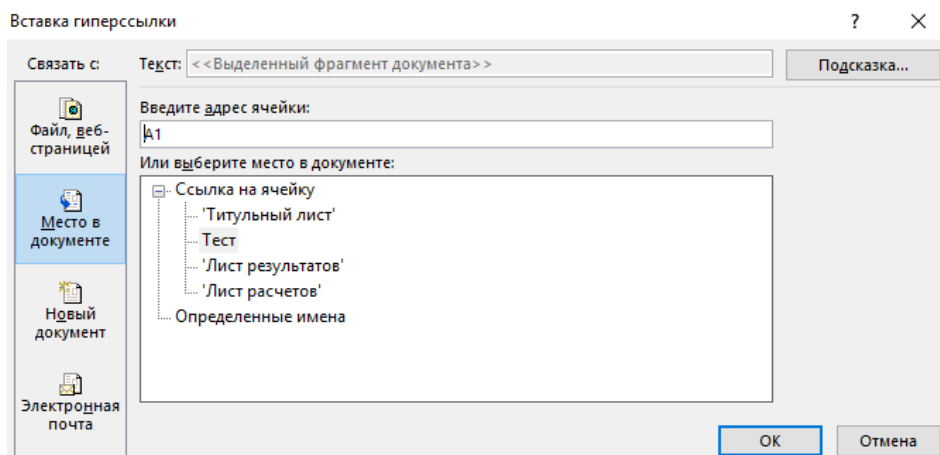 Вставка гиперссылки ? ×
Связать с: Текст: <<Выделенный фрагмент документа>> Подсказка...
Файл, веб-
страницей
Место в
документе
Новый
документ
Электронная
почта
Введите адрес ячейки:
A1
Или выберите место в документе:
Ссылка на ячейку
'Титульный лист'
Тест
'Лист результатов'
'Лист расчетов'
Определенные имена
ОК Отмена